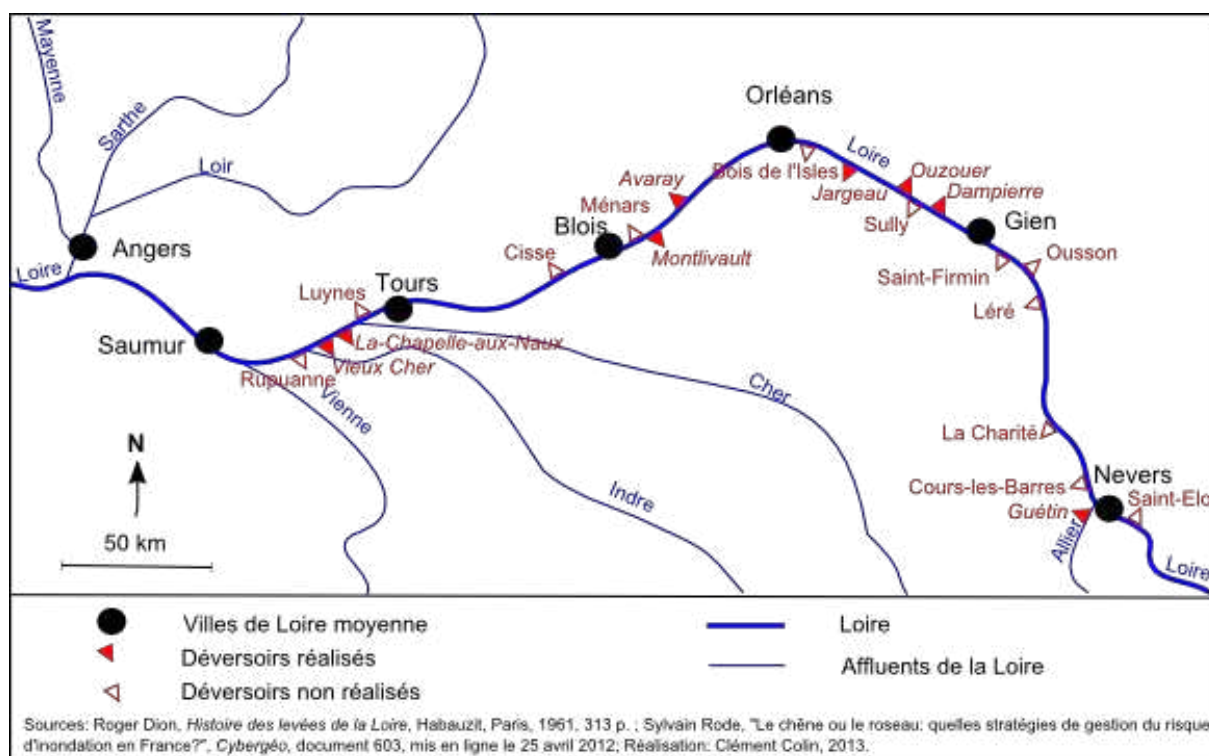 Mayenne
Sarthe
Loir
Angers
Loire
Saumur
Orléans
Loire
Bois de l'Isles
Jargeau
Ouzouer
Dampierre
Sully
Gien
Avaray
Ménars
Blois
Montlivault
Cisse
Saint-Firmin
Ousson
Léré
Luynes
Tours
La-Chapelle-aux-Naux
Vieux Cher
Rupuanne
Vienne
Cher
Indre
La Charité
Nevers
Cours-les-Barres
Saint-Elo
Guétin
Allier
Loire
N
50 km
Villes de Loire moyenne
Loire
Déversoirs réalisés
Affluents de la Loire
Déversoirs non réalisés
Sources: Roger Dion, Histoire des levées de la Loire, Habauzit, Paris, 1961, 313 p. ; Sylvain Rode, "Le chêne ou le roseau: quelles stratégies de gestion du risque
d'inondation en France?", Cybergéo, document 603, mis en ligne le 25 avril 2012; Réalisation: Clément Colin, 2013.